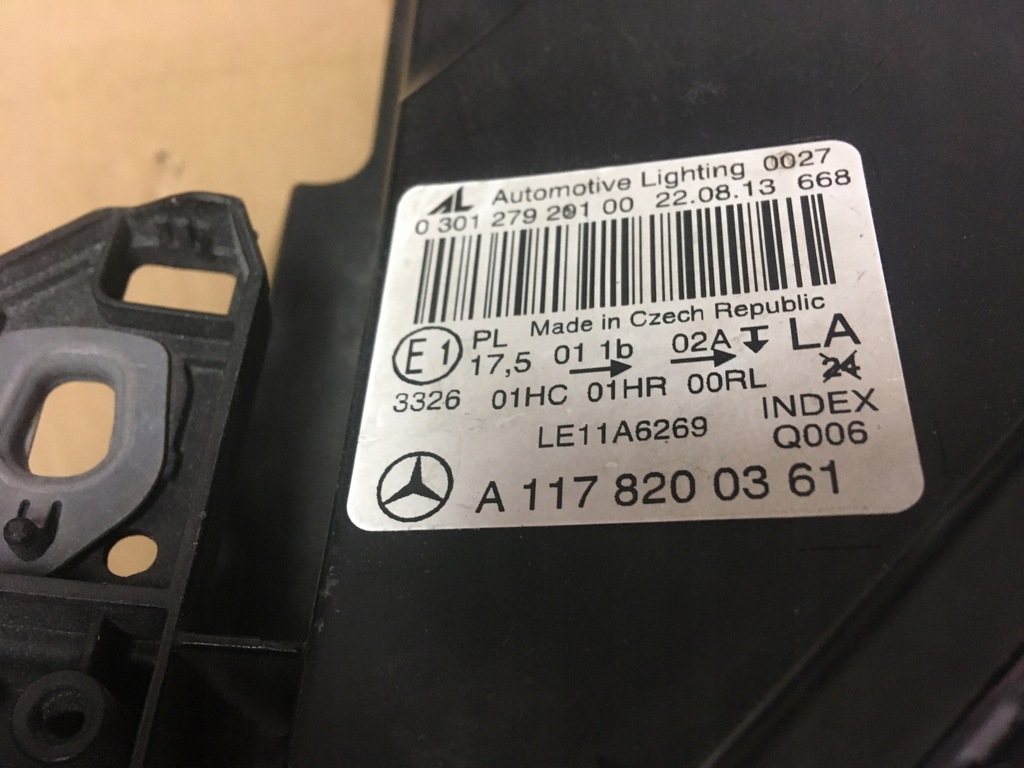 AL Automotive Lighting 0027
0 301 279 201 00 22.08.13 668
Made in Czech Republic
E1 PL 17,5 01 1b 02A LA
24
3326 01HC 01HR 00RL
INDEX
LE11A6269 Q006
A 117 820 03 61